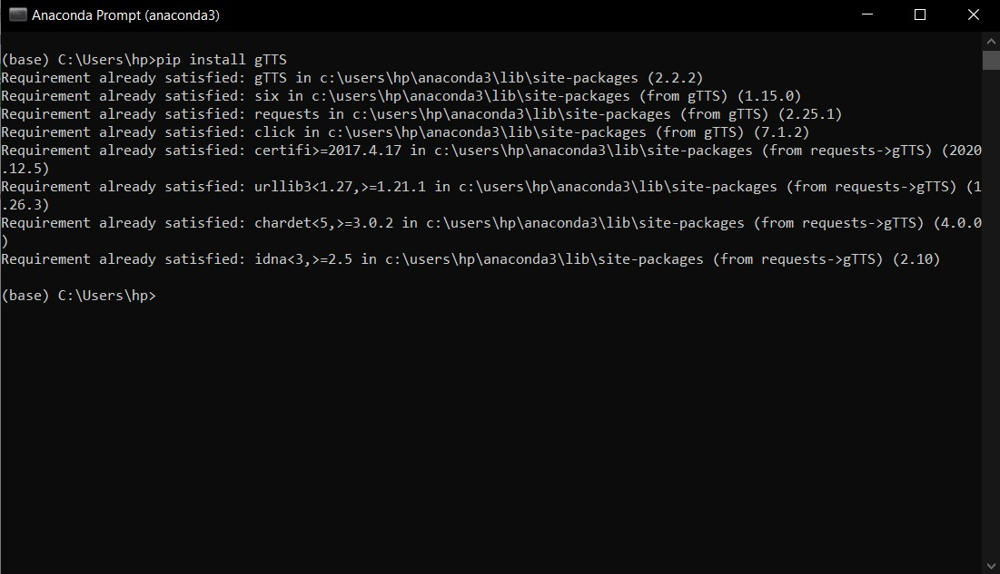 Anaconda Prompt (anaconda3)
(base) C:\Users\hp>pip install gTTS
Requirement already satisfied: gTTS in c:\users\hp\anaconda3\lib\site-packages (2.2.2)
Requirement already satisfied: six in c:\users\hp\anaconda3\lib\site-packages (from gTTS) (1.15.0)
Requirement already satisfied: requests in c:\users\hp\anaconda3\lib\site-packages (from gTTS) (2.25.1)
Requirement already satisfied: click in c:\users\hp\anaconda3\lib\site-packages (from gTTS) (7.1.2)
Requirement already satisfied: certifi>=2017.4.17 in c:\users\hp\anaconda3\lib\site-packages (from requests->gTTS) (2020
.12.5)
Requirement already satisfied: urllib3<1.27,>=1.21.1 in c:\users\hp\anaconda3\lib\site-packages (from requests->gTTS) (1
.26.3)
Requirement already satisfied: chardet<5,>=3.0.2 in c:\users\hp\anaconda3\lib\site-packages (from requests->gTTS) (4.0.0
)
Requirement already satisfied: idna<3,>=2.5 in c:\users\hp\anaconda3\lib\site-packages (from requests->gTTS) (2.10)
(base) C:\Users\hp>